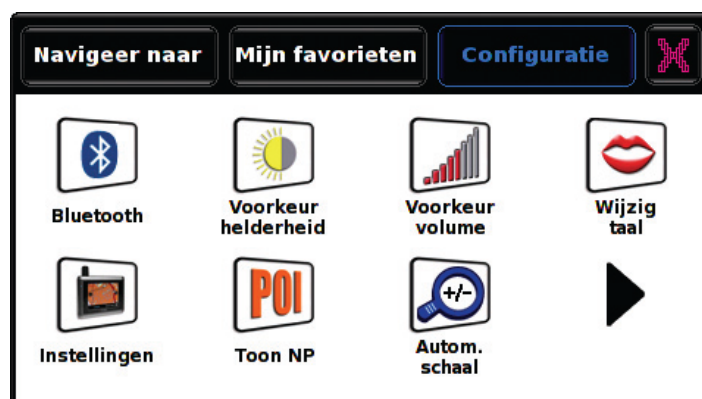 Navigeer naar
Mijn favorieten
Configuratie
Bluetooth
Voorkeur
helderheid
Voorkeur
volume
Wijzig
taal
Instellingen
POI
Toon NP
+/-
Autom.
schaal